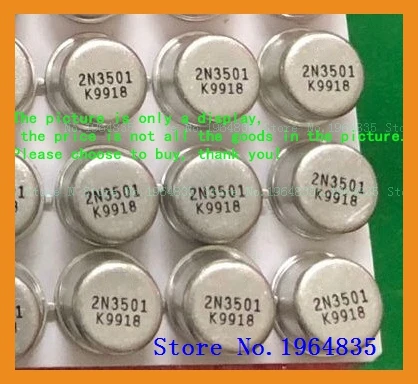 2N3501
K9918
2N3501
K9918
2N3501
K9918
The picture is only a display,
the price is not all the goods in the picture.
Please choose to buy, thank you!
2N3501
K9918
2N3501
K9918
2N3501
K9918
2N3501
K9918
2N3501
K9918
2N3501
K9918
Store No.1964835